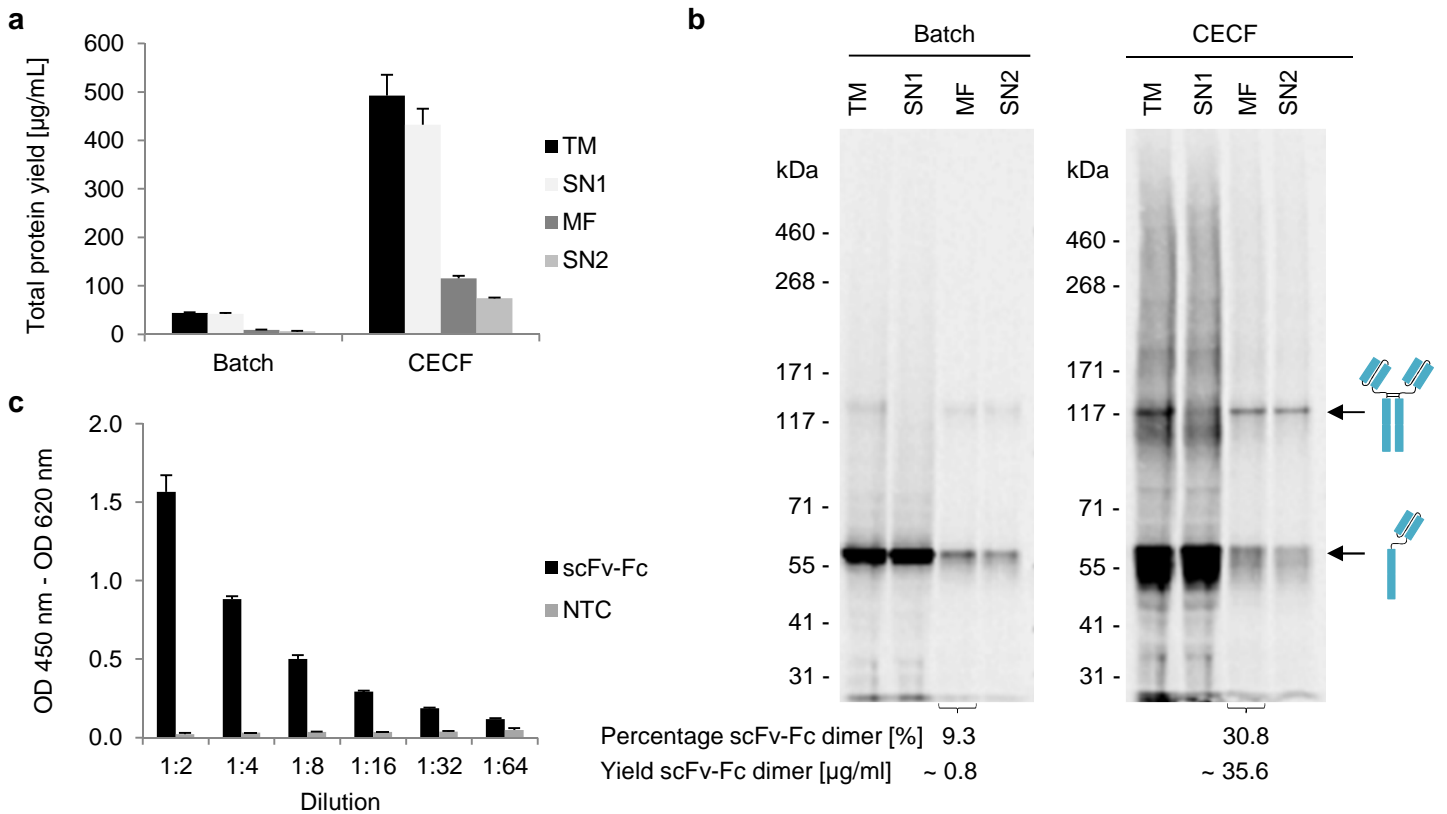 a
Total protein yield [µg/mL]
600
500
400
300
200
100
0
Batch
CECF
TM
SN1
MF
SN2
b
Batch
TM
SN1
MF
SN2
kDa
460 -
268 -
171 -
117 -
71 -
55 -
41 -
31 -
CECF
TM
SN1
MF
SN2
kDa
460 -
268 -
171 -
117 -
71 -
55 -
41 -
31 -
Percentage scFv-Fc dimer [%] 9.3 30.8
Yield scFv-Fc dimer [µg/ml] ~ 0.8 ~ 35.6
c
OD 450 nm - OD 620 nm
2.0
1.5
1.0
0.5
0.0
1:2 1:4 1:8 1:16 1:32 1:64
Dilution
scFv-Fc
NTC